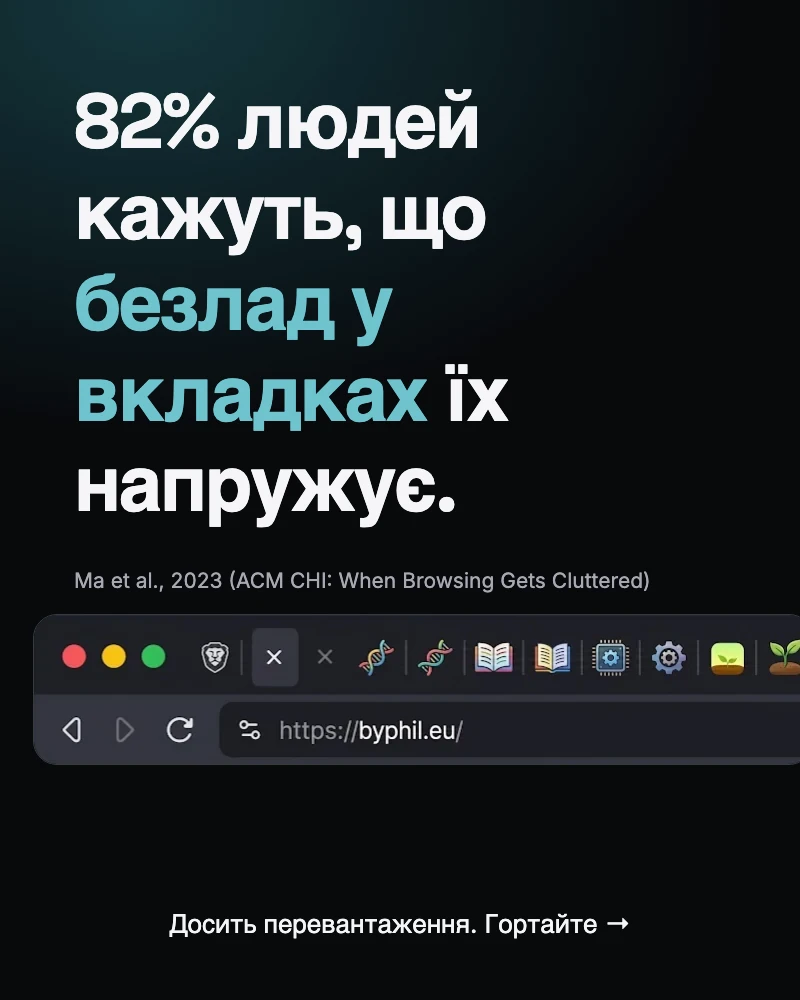 82% людей
кажуть, що
безлад у
вкладках їх
напружує.
Ma et al., 2023 (ACM CHI: When Browsing Gets Cluttered)
https://byphil.eu/
Досить перевантаження. Гортайте →